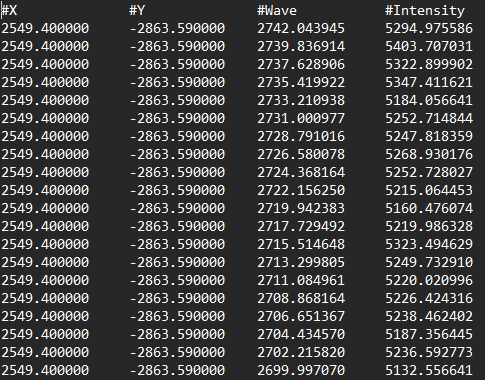 #X #Y #Wave #Intensity
2549.400000 -2863.590000 2742.043945 5294.975586
2549.400000 -2863.590000 2739.836914 5403.707031
2549.400000 -2863.590000 2737.628906 5322.899902
2549.400000 -2863.590000 2735.419922 5347.411621
2549.400000 -2863.590000 2733.210938 5184.056641
2549.400000 -2863.590000 2731.000977 5252.714844
2549.400000 -2863.590000 2728.791016 5247.818359
2549.400000 -2863.590000 2726.580078 5268.930176
2549.400000 -2863.590000 2724.368164 5252.728027
2549.400000 -2863.590000 2722.156250 5215.064453
2549.400000 -2863.590000 2719.942383 5160.476074
2549.400000 -2863.590000 2717.729492 5219.986328
2549.400000 -2863.590000 2715.514648 5323.494629
2549.400000 -2863.590000 2713.299805 5249.732910
2549.400000 -2863.590000 2711.084961 5220.020996
2549.400000 -2863.590000 2708.868164 5226.424316
2549.400000 -2863.590000 2706.651367 5238.462402
2549.400000 -2863.590000 2704.434570 5187.356445
2549.400000 -2863.590000 2702.215820 5236.592773
2549.400000 -2863.590000 2699.997070 5132.556641